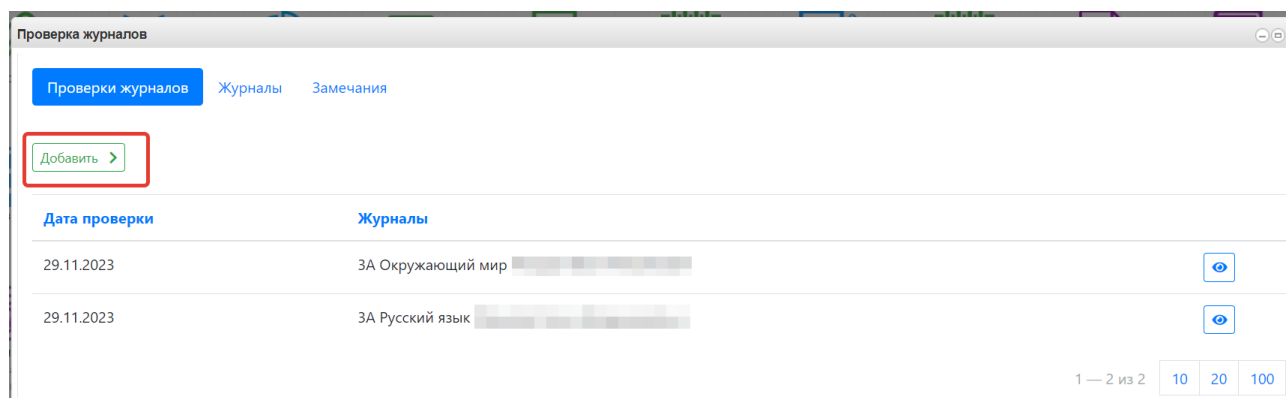 Проверка журналов
Проверки журналов Журналы Замечания
Добавить
Дата проверки Журналы
29.11.2023 3А Окружающий мир
29.11.2023 3А Русский язык
1 — 2 из 2 10 20 100